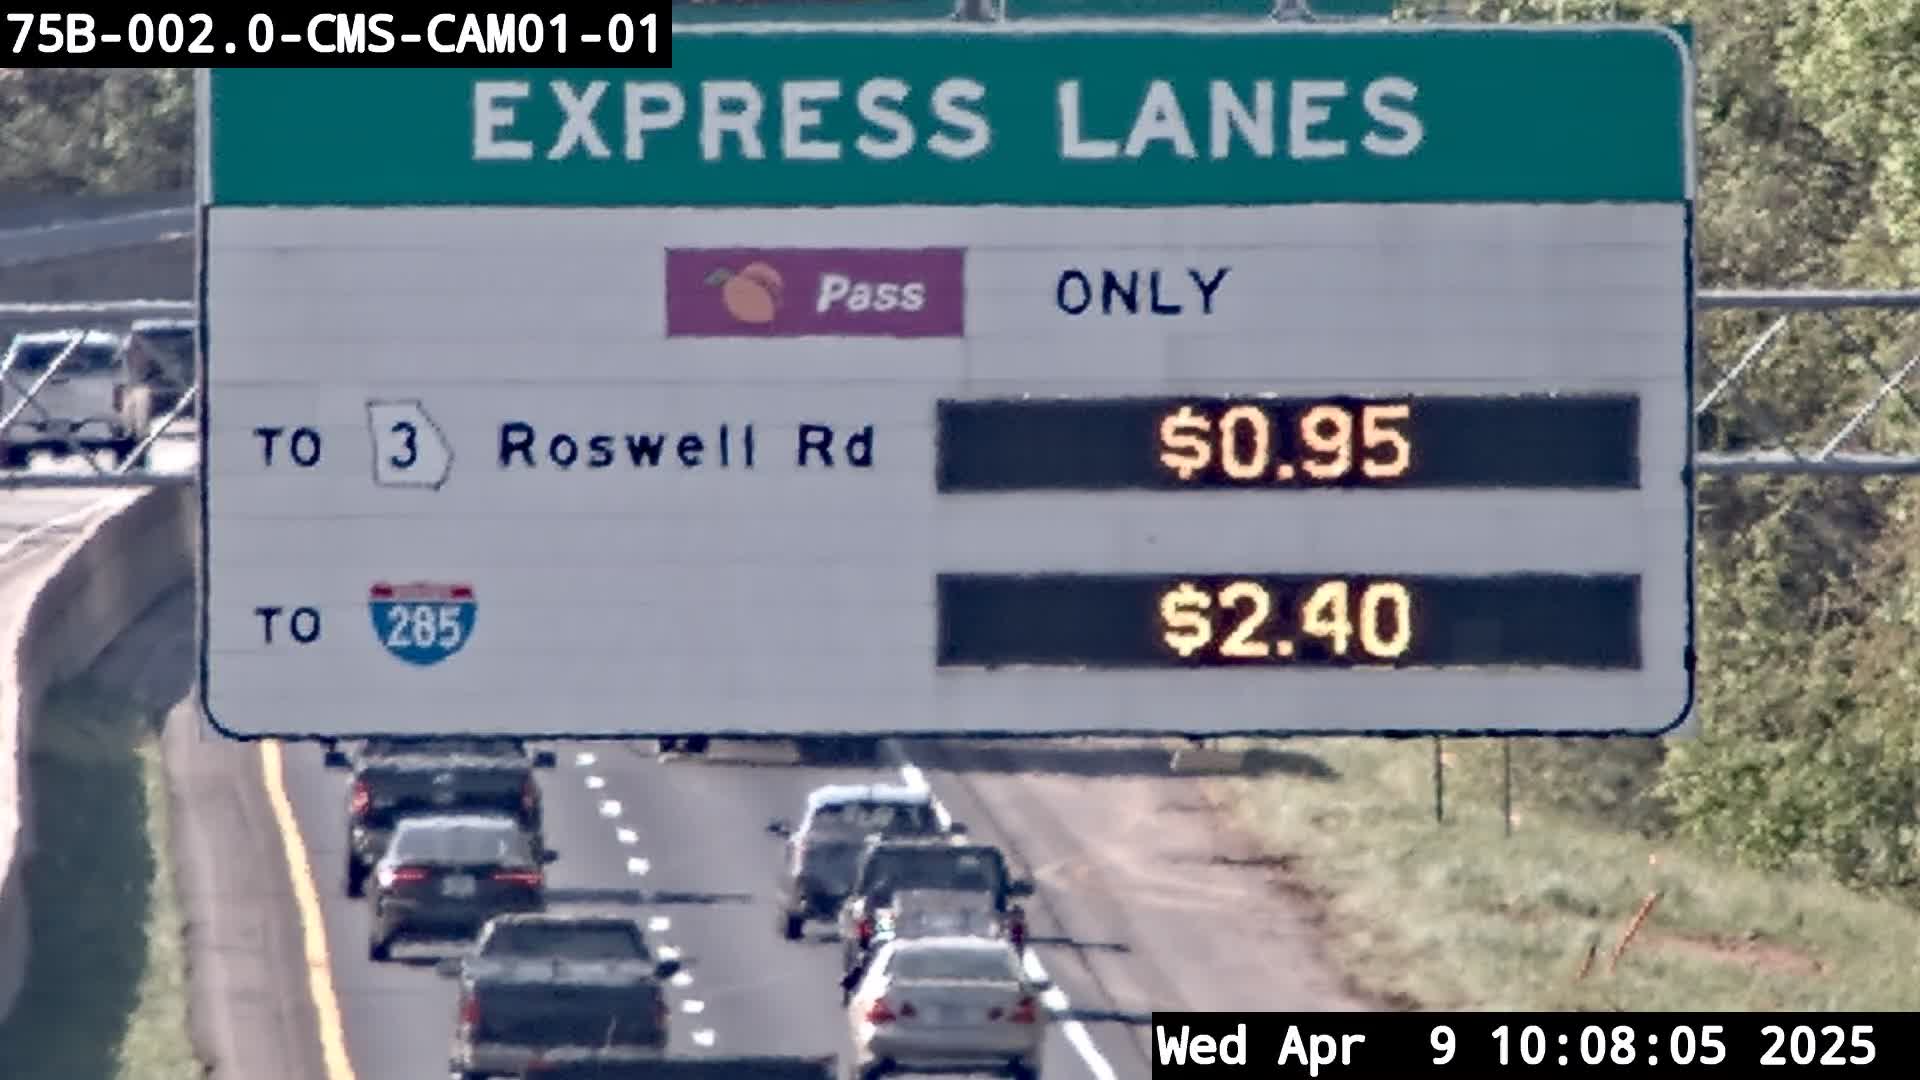 75B-002.0-CMS-CAM01-01
EXPRESS LANES
Pass ONLY
TO 3 Roswell Rd $0.95
TO 285 $2.40
Wed Apr 9 10:08:05 2025